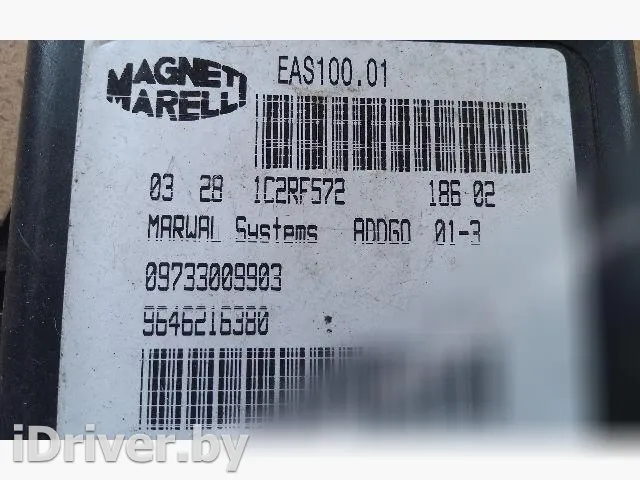 MAGNETI
MARELLI
EAS100.01
03 28 1C2RF572 186 02
MARWAL Systems ADDGO 01-3
09733009903
9646216380
iDriver.by